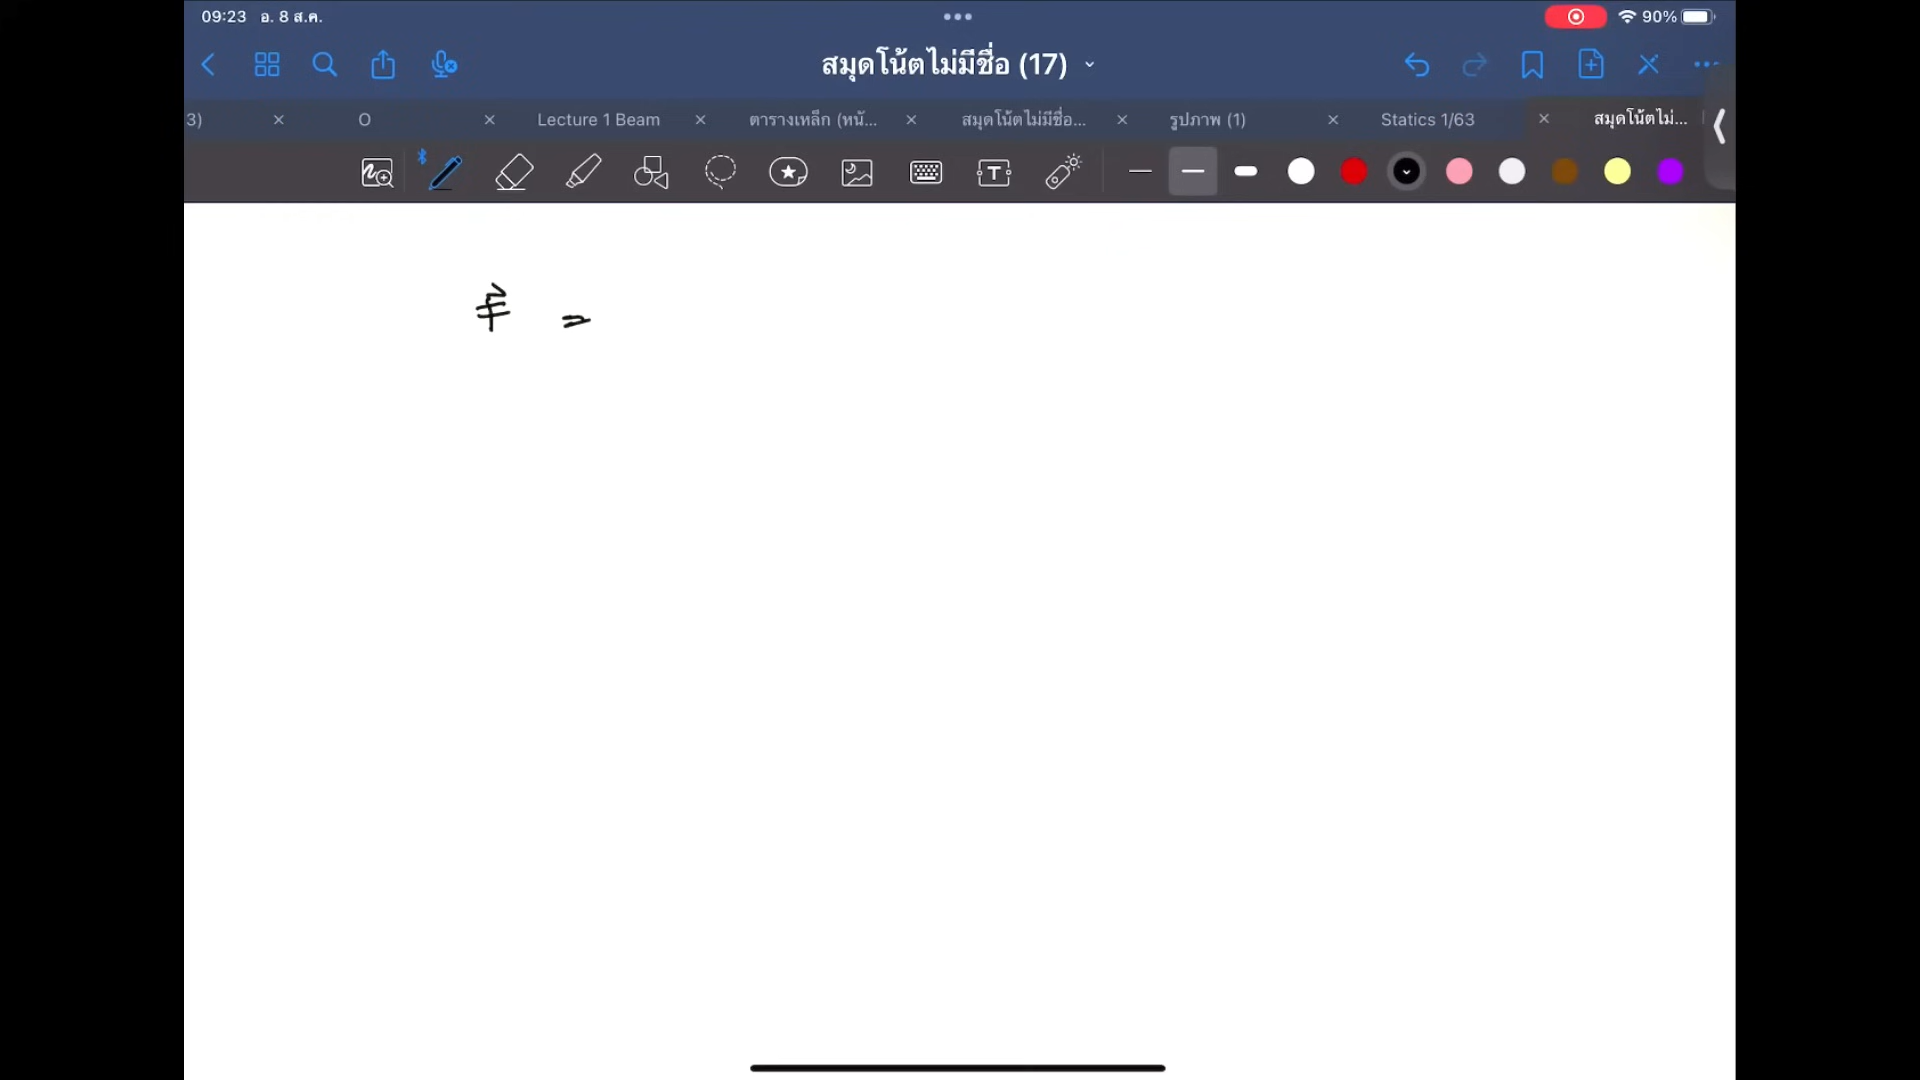 09:23 อ. 8 ส.ค. 90%
สมุดโน้ตไม่มีชื่อ (17)
3) O Lecture 1 Beam ตารางเหล็ก (หนั... สมุดโน้ตไม่มีชื่อ... รูปภาพ (1) Statics 1/63 สมุดโน้ตไม่...
T
F⃗ =